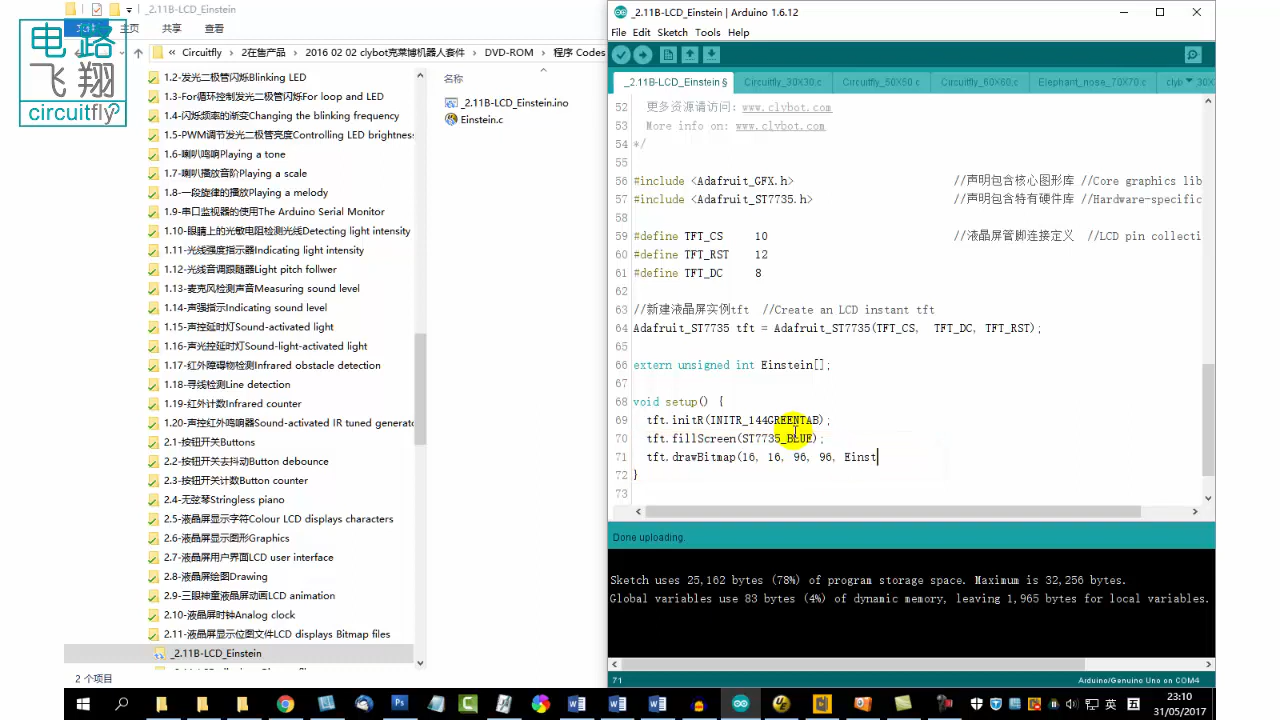 _2.11B-LCD_Einstein
主页
共享
查看
电路
飞翔
circuitfly
« Circuitfly › 2在售产品 › 2016 02 02 clybot克莱博机器人套件 › DVD-ROM › 程序 Codes
1.2-发光二极管闪烁Blinking LED
1.3-For循环控制发光二极管闪烁For loop and LED
1.4-闪烁频率的渐变Changing the blinking frequency
1.5-PWM调节发光二极管亮度Controlling LED brightness
1.6-喇叭鸣响Playing a tone
1.7-喇叭播放音阶Playing a scale
1.8-一段旋律的播放Playing a melody
1.9-串口监视器的使用The Arduino Serial Monitor
1.10-眼睛上的光敏电阻检测光线Detecting light intensity
1.11-光线强度指示器Indicating light intensity
1.12-光线音调跟随器Light pitch follwer
1.13-麦克风检测声音Measuring sound level
1.14-声强指示Indicating sound level
1.15-声控延时灯Sound-activated light
1.16-声光控延时灯Sound-light-activated light
1.17-红外障碍物检测Infrared obstacle detection
1.18-寻线检测Line detection
1.19-红外计数Infrared counter
1.20-声控红外鸣响器Sound-activated IR tuned generato
2.1-按钮开关Buttons
2.2-按钮开关去抖动Button debounce
2.3-按钮开关计数Button counter
2.4-无弦琴Stringless piano
2.5-液晶屏显示字符Colour LCD displays characters
2.6-液晶屏显示图形Graphics
2.7-液晶屏用户界面LCD user interface
2.8-液晶屏绘图Drawing
2.9-三眼神童液晶屏动画LCD animation
2.10-液晶屏时钟Analog clock
2.11-液晶屏显示位图文件LCD displays Bitmap files
_2.11B-LCD_Einstein
2 个项目
名称
_2.11B-LCD_Einstein.ino
Einstein.c
_2.11B-LCD_Einstein | Arduino 1.6.12
File Edit Sketch Tools Help
_2.11B-LCD_Einstein § Circuitfly_30X30.c Circuitfly_50X50.c Circuitfly_60X60.c Elephant_nose_70X70.c clyb 30X
52 更多资源请访问: www.clybot.com
53 More info on: www.clybot.com
54 */
55
56 #include <Adafruit_GFX.h> //声明包含核心图形库 //Core graphics lib
57 #include <Adafruit_ST7735.h> //声明包含特有硬件库 //Hardware-specific
58
59 #define TFT_CS 10 //液晶屏管脚连接定义 //LCD pin collecti
60 #define TFT_RST 12
61 #define TFT_DC 8
62
63 //新建液晶屏实例tft //Create an LCD instant tft
64 Adafruit_ST7735 tft = Adafruit_ST7735(TFT_CS, TFT_DC, TFT_RST);
65
66 extern unsigned int Einstein[];
67
68 void setup() {
69 tft.initR(INITR_144GREENTAB);
70 tft.fillScreen(ST7735_BLUE);
71 tft.drawBitmap(16, 16, 96, 96, Einst
72 }
73
Done uploading.
Sketch uses 25,162 bytes (78%) of program storage space. Maximum is 32,256 bytes.
Global variables use 83 bytes (4%) of dynamic memory, leaving 1,965 bytes for local variables.
71
Arduino/Genuino Uno on COM4
英
五
23:10
31/05/2017